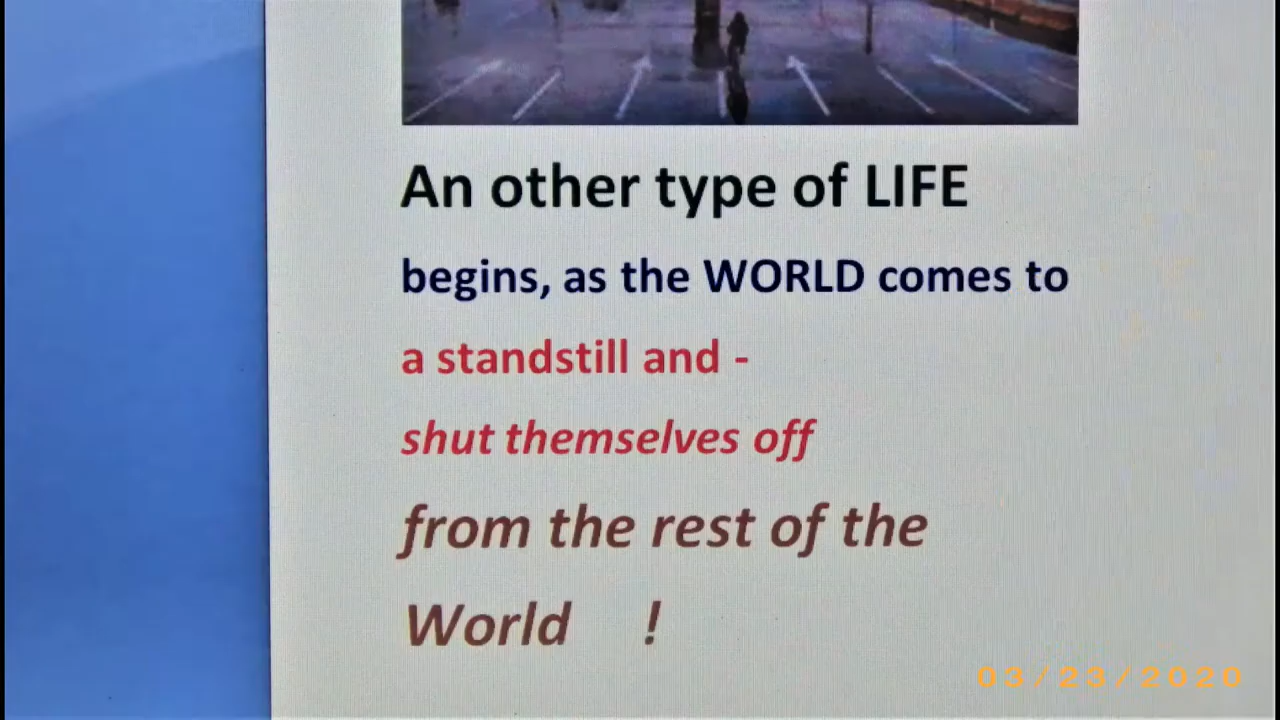 An other type of LIFE
begins, as the WORLD comes to
a standstill and -
shut themselves off
from the rest of the
World !
03/23/2020